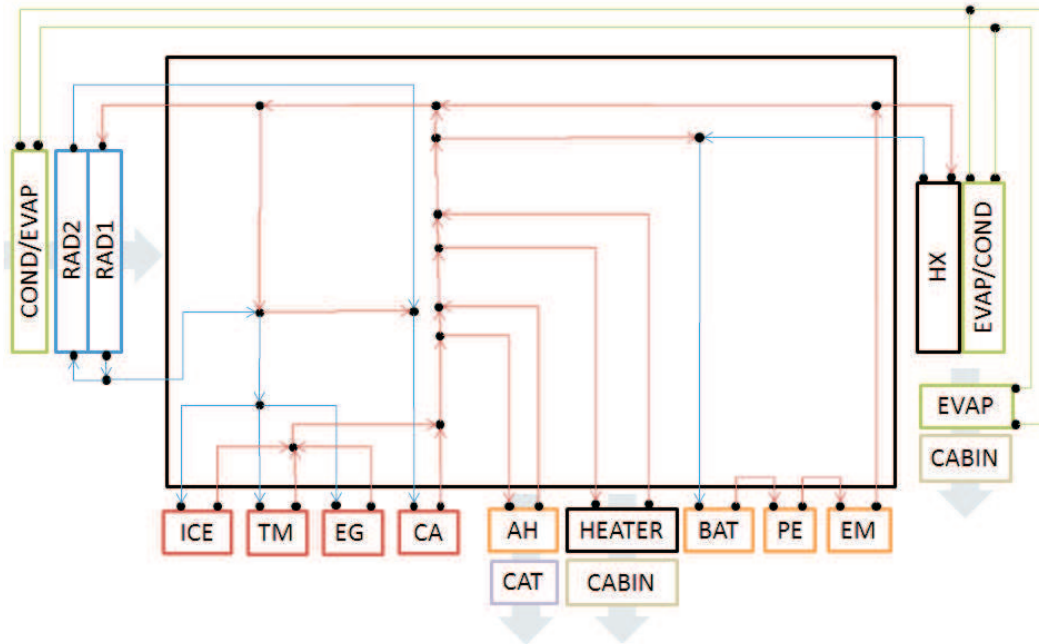 COND/EVAP
RAD2
RAD1
HX
EVAP/COND
EVAP
CABIN
ICE
TM
EG
CA
AH
HEATER
BAT
PE
EM
CAT
CABIN